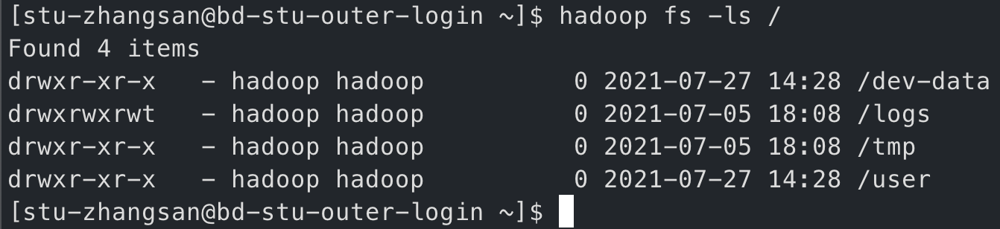 [stu-zhangsan@bd-stu-outer-login ~]$ hadoop fs -ls /
Found 4 items
drwxr-xr-x   - hadoop hadoop          0 2021-07-27 14:28 /dev-data
drwxrwxrwt   - hadoop hadoop          0 2021-07-05 18:08 /logs
drwxr-xr-x   - hadoop hadoop          0 2021-07-05 18:08 /tmp
drwxr-xr-x   - hadoop hadoop          0 2021-07-27 14:28 /user
[stu-zhangsan@bd-stu-outer-login ~]$